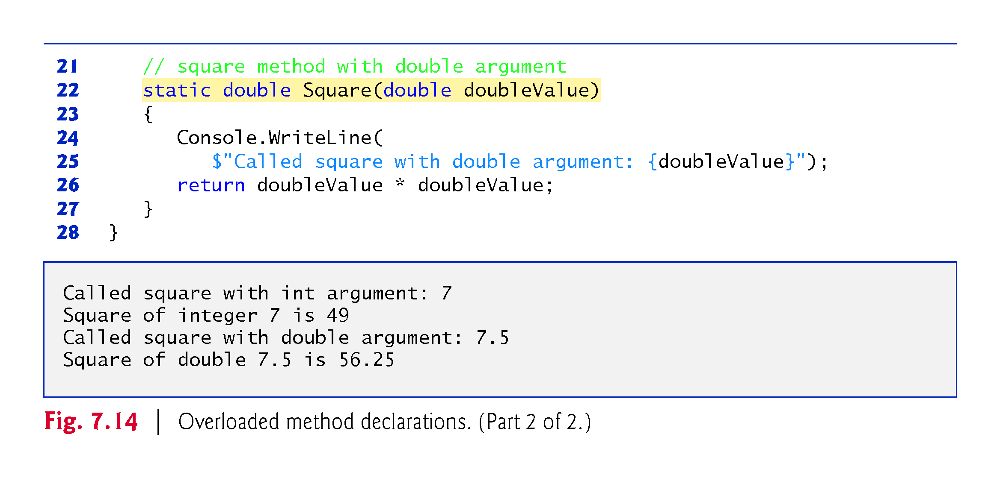 21 // square method with double argument
22 static double Square(double doubleValue)
23 {
24 Console.WriteLine(
25 $"Called square with double argument: {doubleValue}");
26 return doubleValue * doubleValue;
27 }
28 }
Called square with int argument: 7
Square of integer 7 is 49
Called square with double argument: 7.5
Square of double 7.5 is 56.25
Fig. 7.14 | Overloaded method declarations. (Part 2 of 2.)